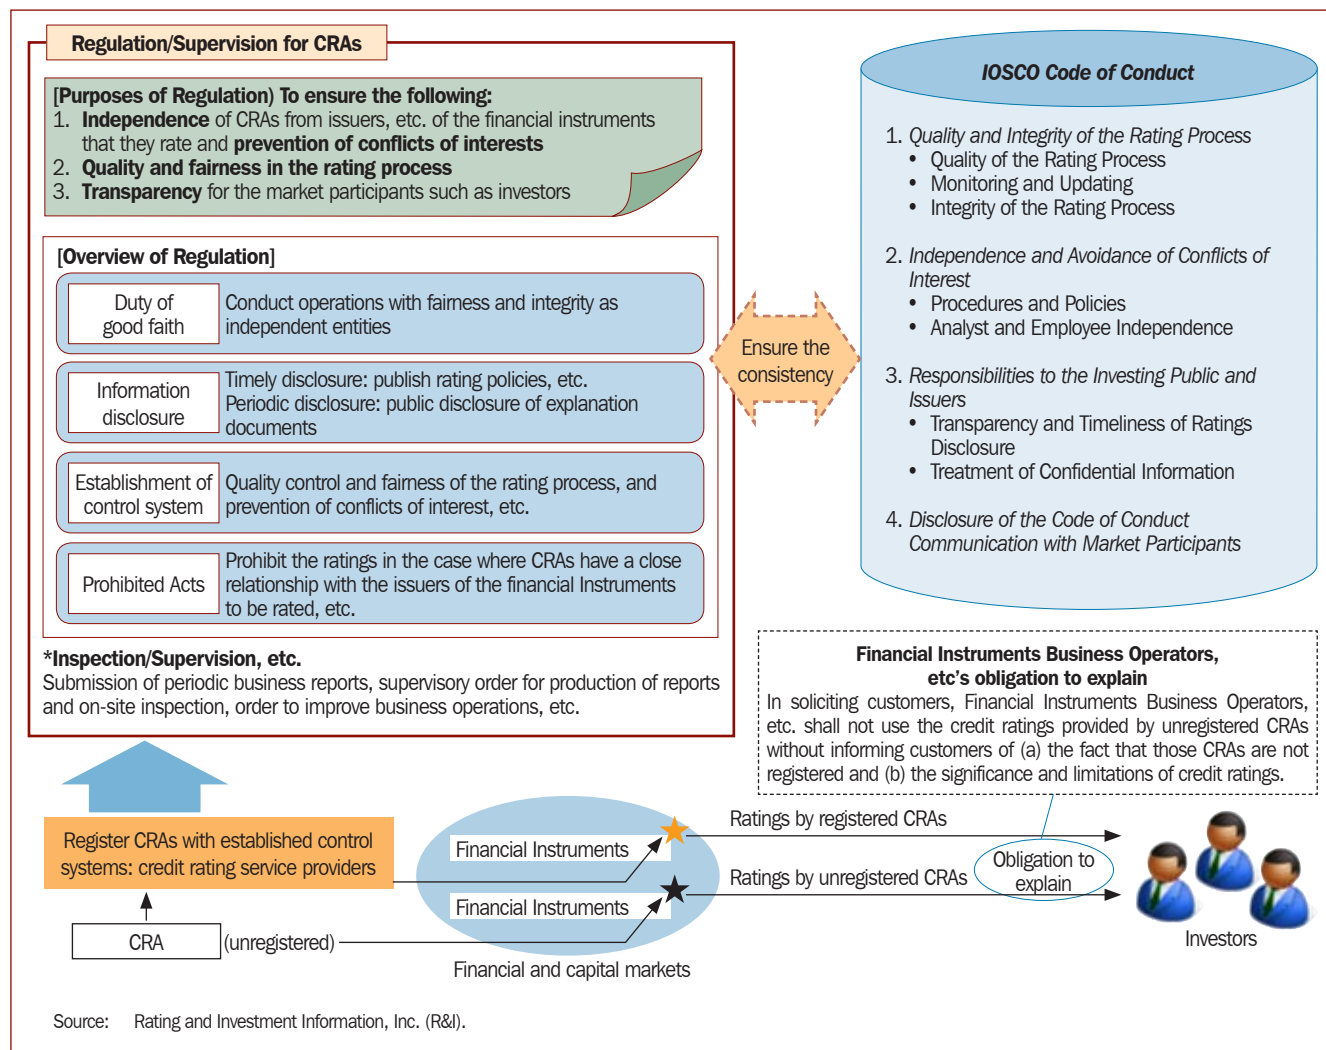 Regulation/Supervision for CRAs
[Purposes of Regulation) To ensure the following:
1. Independence of CRAs from issuers, etc. of the financial instruments
that they rate and prevention of conflicts of interests
2. Quality and fairness in the rating process
3. Transparency for the market participants such as investors
[Overview of Regulation]
Duty of
good faith
Conduct operations with fairness and integrity as
independent entities
Information
disclosure
Timely disclosure: publish rating policies, etc.
Periodic disclosure: public disclosure of explanation
documents
Establishment of
control system
Quality control and fairness of the rating process, and
prevention of conflicts of interest, etc.
Prohibited Acts
Prohibit the ratings in the case where CRAs have a close
relationship with the issuers of the financial Instruments
to be rated, etc.
*Inspection/Supervision, etc.
Submission of periodic business reports, supervisory order for production of reports
and on-site inspection, order to improve business operations, etc.
Ensure the
consistency
IOSCO Code of Conduct
1. Quality and Integrity of the Rating Process
• Quality of the Rating Process
• Monitoring and Updating
• Integrity of the Rating Process
2. Independence and Avoidance of Conflicts of
Interest
• Procedures and Policies
• Analyst and Employee Independence
3. Responsibilities to the Investing Public and
Issuers
• Transparency and Timeliness of Ratings
Disclosure
• Treatment of Confidential Information
4. Disclosure of the Code of Conduct
Communication with Market Participants
Financial Instruments Business Operators,
etc's obligation to explain
In soliciting customers, Financial Instruments Business Operators,
etc. shall not use the credit ratings provided by unregistered CRAs
without informing customers of (a) the fact that those CRAs are not
registered and (b) the significance and limitations of credit ratings.
Register CRAs with established control
systems: credit rating service providers
CRA
(unregistered)
Financial Instruments
Financial Instruments
Financial and capital markets
Ratings by registered CRAs
Ratings by unregistered CRAs
Obligation to
explain
Investors
Source: Rating and Investment Information, Inc. (R&I).